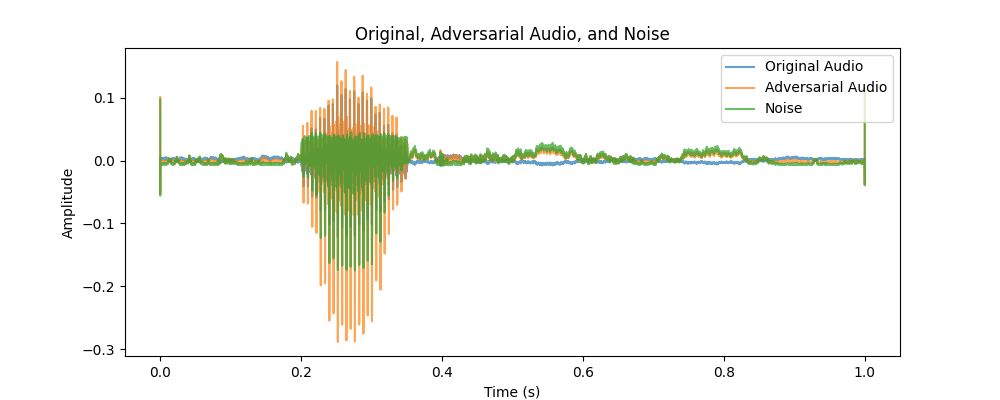 Original, Adversarial Audio, and Noise
Original Audio
Adversarial Audio
Noise
Amplitude
0.1
0.0
−0.1
−0.2
−0.3
0.0 0.2 0.4 0.6 0.8 1.0
Time (s)